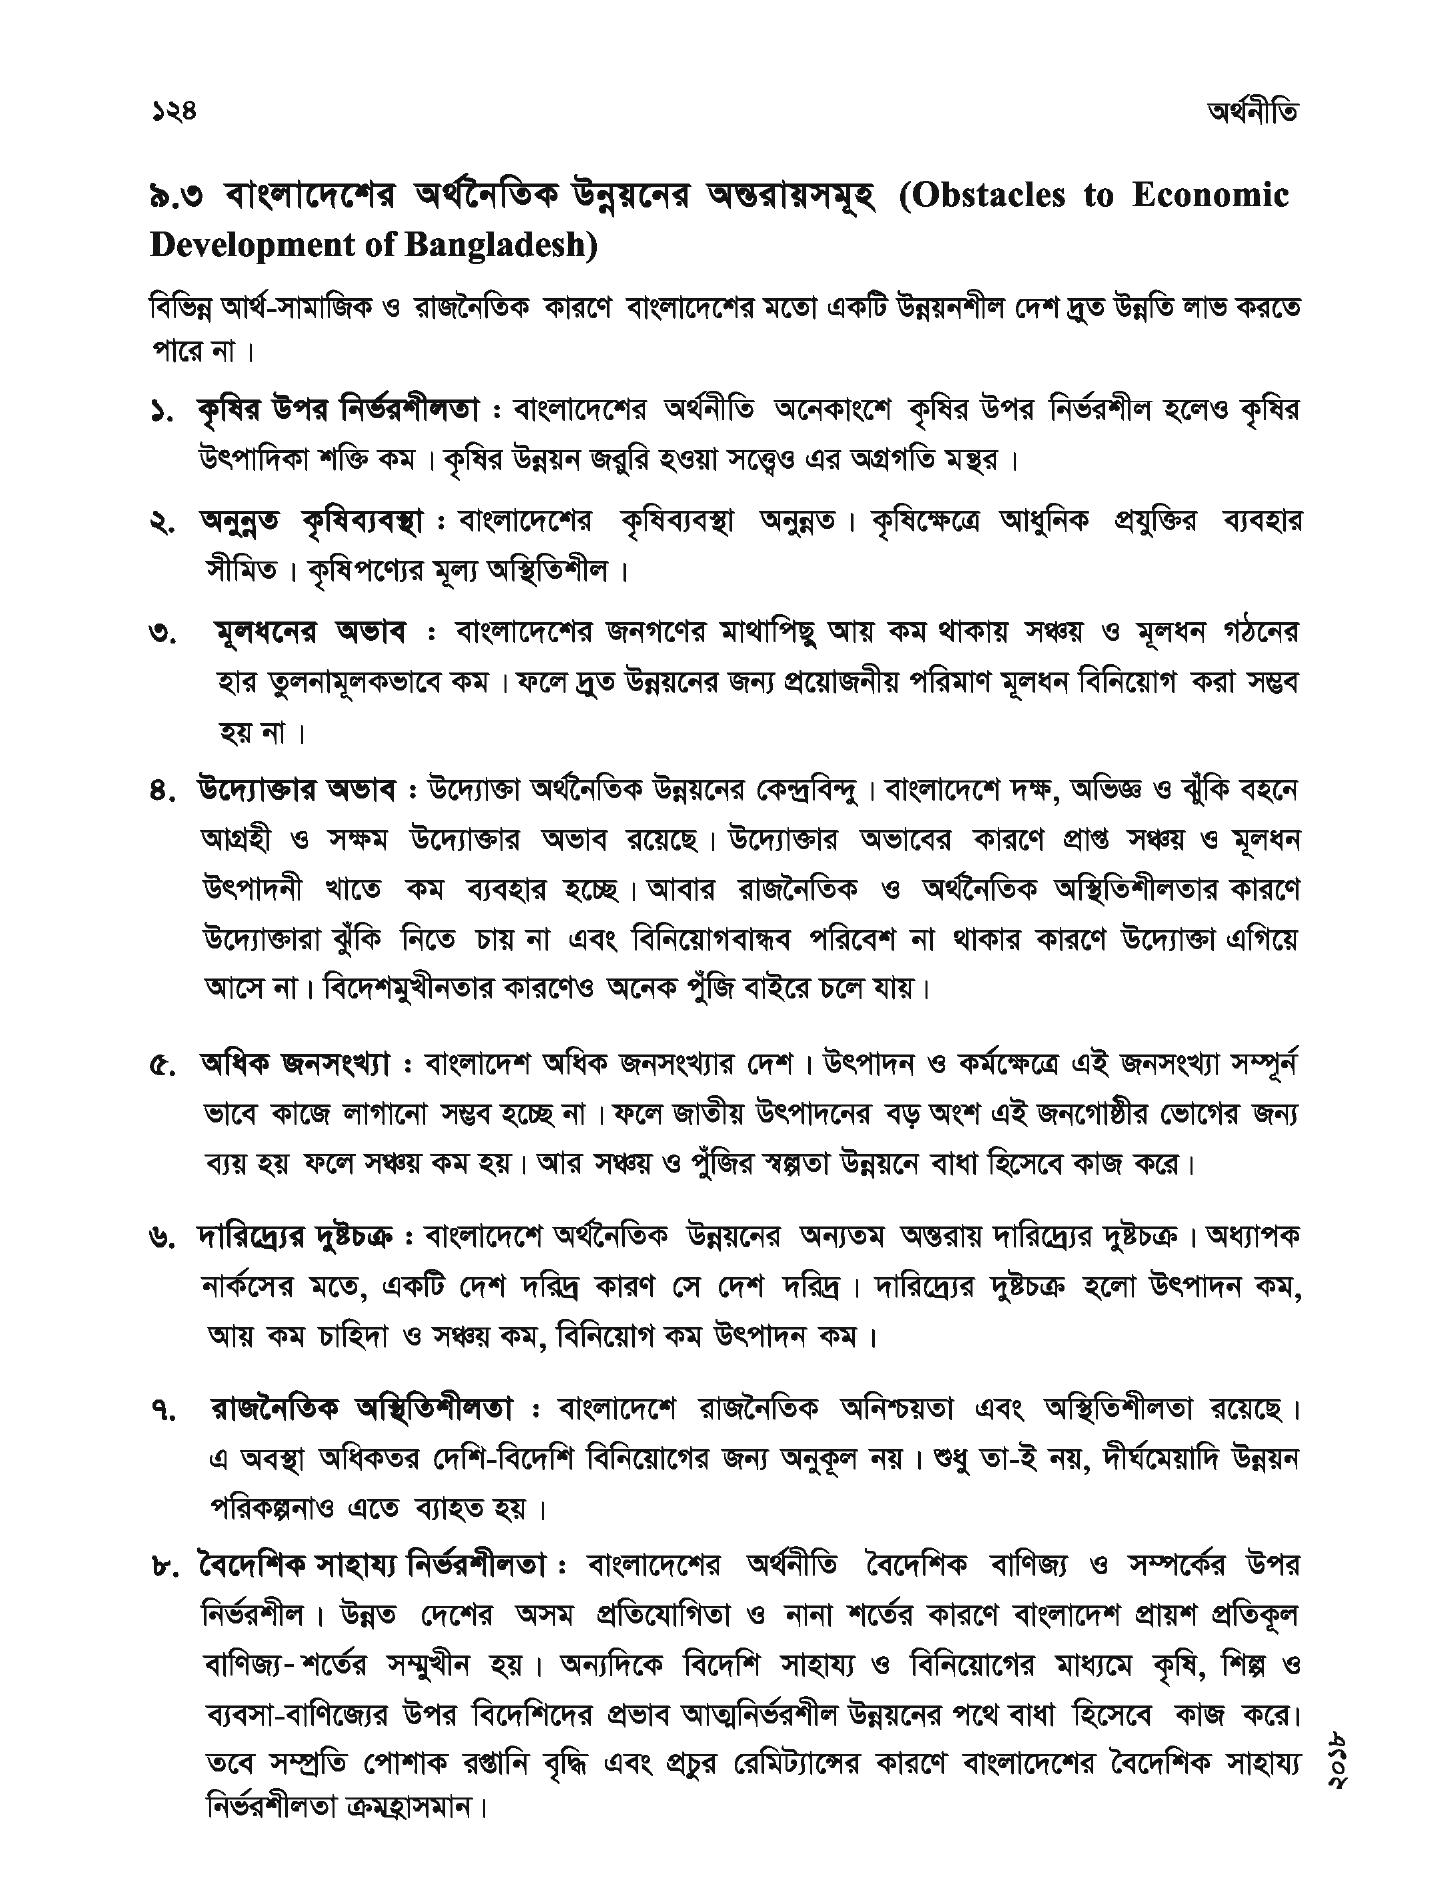 ১২৪
অর্থনীতি
৯.৩ বাংলাদেশের অর্থনৈতিক উন্নয়নের অন্তরায়সমূহ (Obstacles to Economic
Development of Bangladesh)
বিভিন্ন আর্থ-সামাজিক ও রাজনৈতিক কারণে বাংলাদেশের মতো একটি উন্নয়নশীল দেশ দ্রুত উন্নতি লাভ করতে
পারে না ।
১. কৃষির উপর নির্ভরশীলতা : বাংলাদেশের অর্থনীতি অনেকাংশে কৃষির উপর নির্ভরশীল হলেও কৃষির
উৎপাদিকা শক্তি কম । কৃষির উন্নয়ন জরুরি হওয়া সত্ত্বেও এর অগ্রগতি মন্থর ।
২. অনুন্নত কৃষিব্যবস্থা : বাংলাদেশের কৃষিব্যবস্থা অনুন্নত । কৃষিক্ষেত্রে আধুনিক প্রযুক্তির ব্যবহার
সীমিত । কৃষিপণ্যের মূল্য অস্থিতিশীল ।
৩. মূলধনের অভাব : বাংলাদেশের জনগণের মাথাপিছু আয় কম থাকায় সঞ্চয় ও মূলধন গঠনের
হার তুলনামূলকভাবে কম । ফলে দ্রুত উন্নয়নের জন্য প্রয়োজনীয় পরিমাণ মূলধন বিনিয়োগ করা সম্ভব
হয় না ।
৪. উদ্যোক্তার অভাব : উদ্যোক্তা অর্থনৈতিক উন্নয়নের কেন্দ্রবিন্দু । বাংলাদেশে দক্ষ, অভিজ্ঞ ও ঝুঁকি বহনে
আগ্রহী ও সক্ষম উদ্যোক্তার অভাব রয়েছে । উদ্যোক্তার অভাবের কারণে প্রাপ্ত সঞ্চয় ও মূলধন
উৎপাদনী খাতে কম ব্যবহার হচ্ছে । আবার রাজনৈতিক ও অর্থনৈতিক অস্থিতিশীলতার কারণে
উদ্যোক্তারা ঝুঁকি নিতে চায় না এবং বিনিয়োগবান্ধব পরিবেশ না থাকার কারণে উদ্যোক্তা এগিয়ে
আসে না । বিদেশমুখীনতার কারণেও অনেক পুঁজি বাইরে চলে যায় ।
৫. অধিক জনসংখ্যা : বাংলাদেশ অধিক জনসংখ্যার দেশ । উৎপাদন ও কর্মক্ষেত্রে এই জনসংখ্যা সম্পূর্ন
ভাবে কাজে লাগানো সম্ভব হচ্ছে না । ফলে জাতীয় উৎপাদনের বড় অংশ এই জনগোষ্ঠীর ভোগের জন্য
ব্যয় হয় ফলে সঞ্চয় কম হয় । আর সঞ্চয় ও পুঁজির স্বল্পতা উন্নয়নে বাধা হিসেবে কাজ করে ।
৬. দারিদ্র্যের দুষ্টচক্র : বাংলাদেশে অর্থনৈতিক উন্নয়নের অন্যতম অন্তরায় দারিদ্র্যের দুষ্টচক্র । অধ্যাপক
নার্কসের মতে, একটি দেশ দরিদ্র কারণ সে দেশ দরিদ্র । দারিদ্র্যের দুষ্টচক্র হলো উৎপাদন কম,
আয় কম চাহিদা ও সঞ্চয় কম, বিনিয়োগ কম উৎপাদন কম ।
৭. রাজনৈতিক অস্থিতিশীলতা : বাংলাদেশে রাজনৈতিক অনিশ্চয়তা এবং অস্থিতিশীলতা রয়েছে ।
এ অবস্থা অধিকতর দেশি-বিদেশি বিনিয়োগের জন্য অনুকূল নয় । শুধু তা-ই নয়, দীর্ঘমেয়াদি উন্নয়ন
পরিকল্পনাও এতে ব্যাহত হয় ।
৮. বৈদেশিক সাহায্য নির্ভরশীলতা : বাংলাদেশের অর্থনীতি বৈদেশিক বাণিজ্য ও সম্পর্কের উপর
নির্ভরশীল । উন্নত দেশের অসম প্রতিযোগিতা ও নানা শর্তের কারণে বাংলাদেশ প্রায়শ প্রতিকূল
বাণিজ্য-শর্তের সম্মুখীন হয় । অন্যদিকে বিদেশি সাহায্য ও বিনিয়োগের মাধ্যমে কৃষি, শিল্প ও
ব্যবসা-বাণিজ্যের উপর বিদেশিদের প্রভাব আত্মনির্ভরশীল উন্নয়নের পথে বাধা হিসেবে কাজ করে।
তবে সম্প্রতি পোশাক রপ্তানি বৃদ্ধি এবং প্রচুর রেমিট্যান্সের কারণে বাংলাদেশের বৈদেশিক সাহায্য
নির্ভরশীলতা ক্রমহ্রাসমান ।
২০১৮